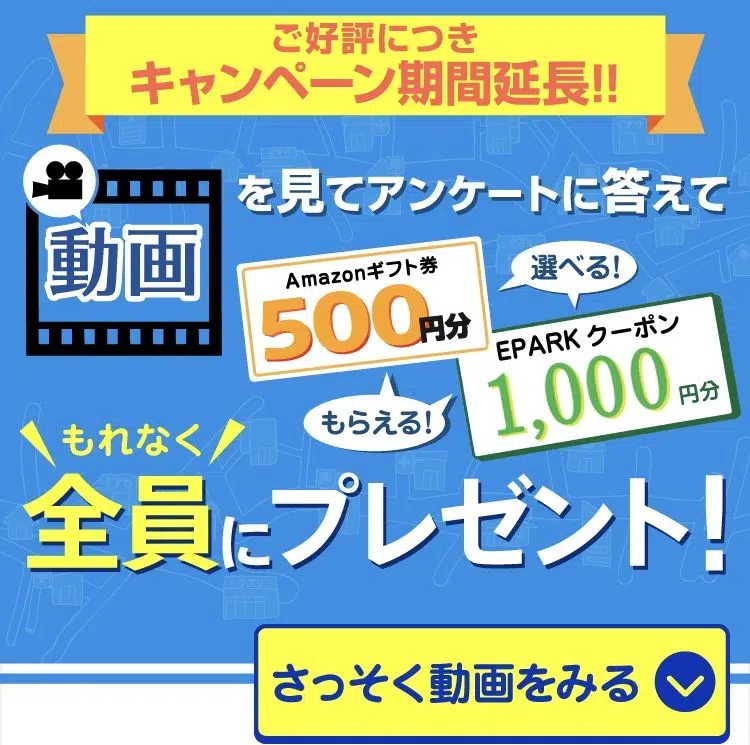 ご好評につき
キャンペーン期間延長!!
動画
を見てアンケートに答えて
Amazonギフト券
500円分
選べる!
EPARK クーポン
1,000円分
もらえる!
もれなく
全員にプレゼント!
クスリ
さっそく動画をみる